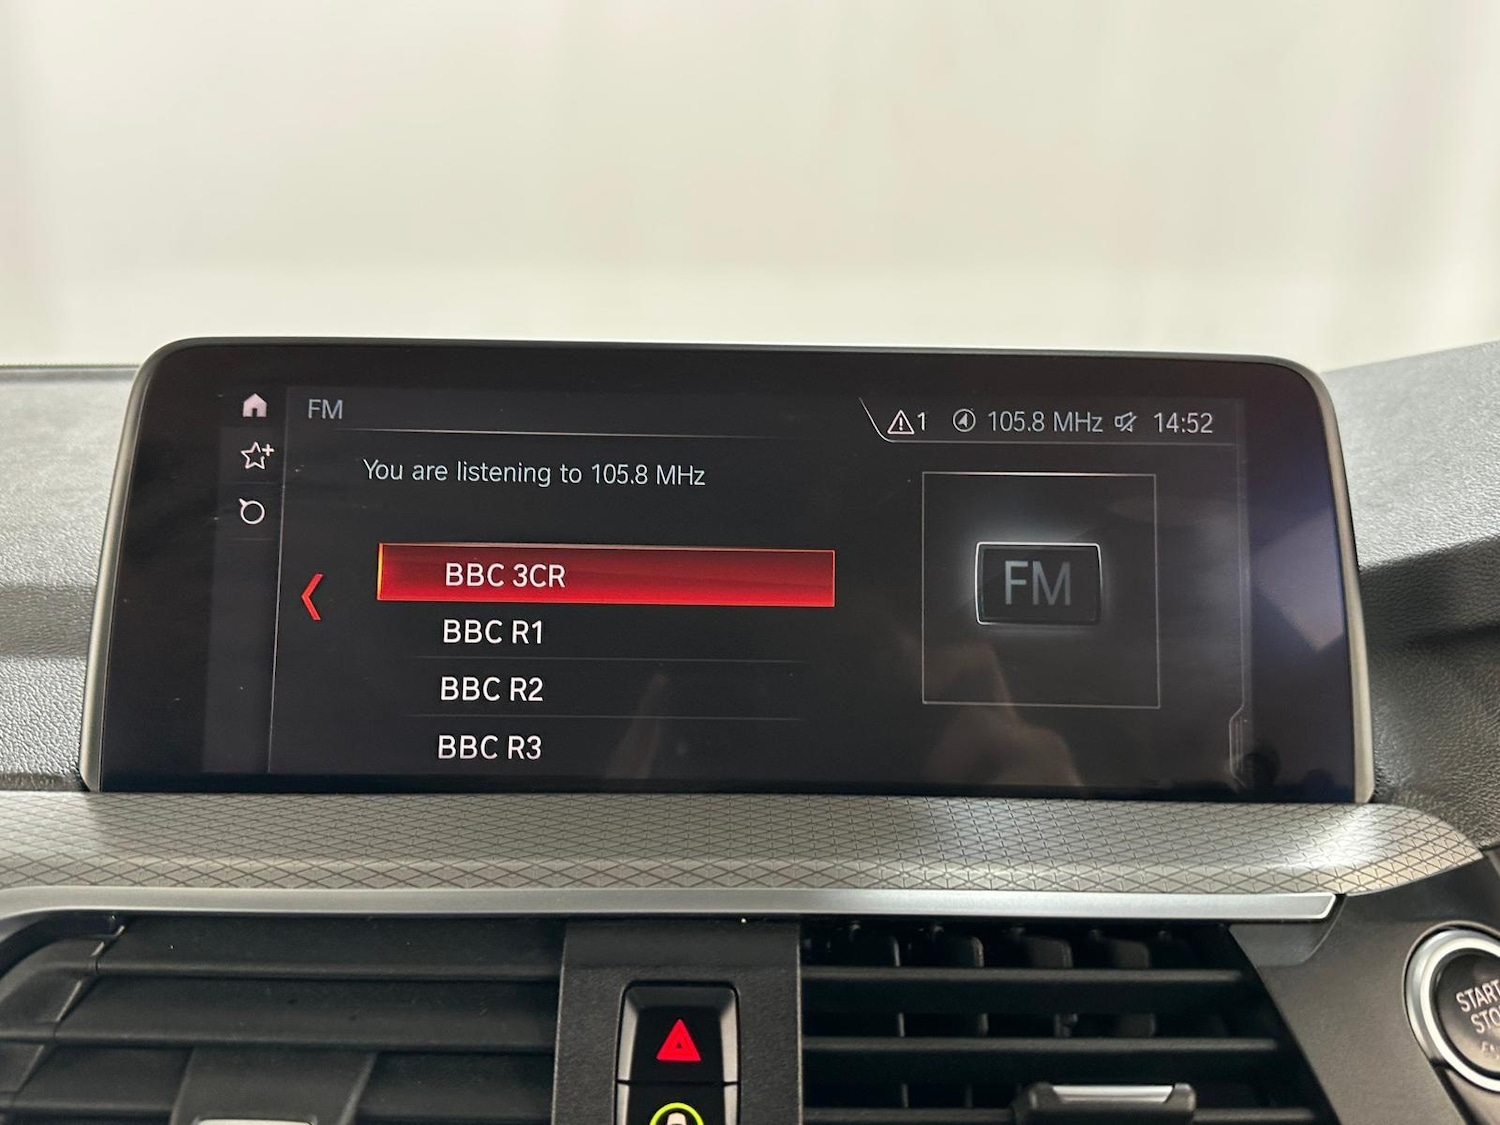 FM
1 105.8 MHz 14:52
You are listening to 105.8 MHz
BBC 3CR
BBC R1
BBC R2
BBC R3
FM
START